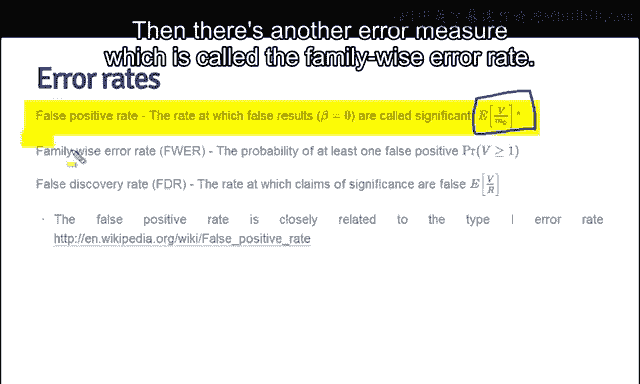 Then there's another error measure
which is called the family-wise error rate.
Error rates
False positive rate - The rate at which false results (β = 0) are called significant E[V/m₀]*
Family wise error rate (FWER) - The probability of at least one false positive Pr(V ≥ 1)
False discovery rate (FDR) - The rate at which claims of significance are false E[V/R]
· The false positive rate is closely related to the type I error rate
http://en.wikipedia.org/wiki/False_positive_rate